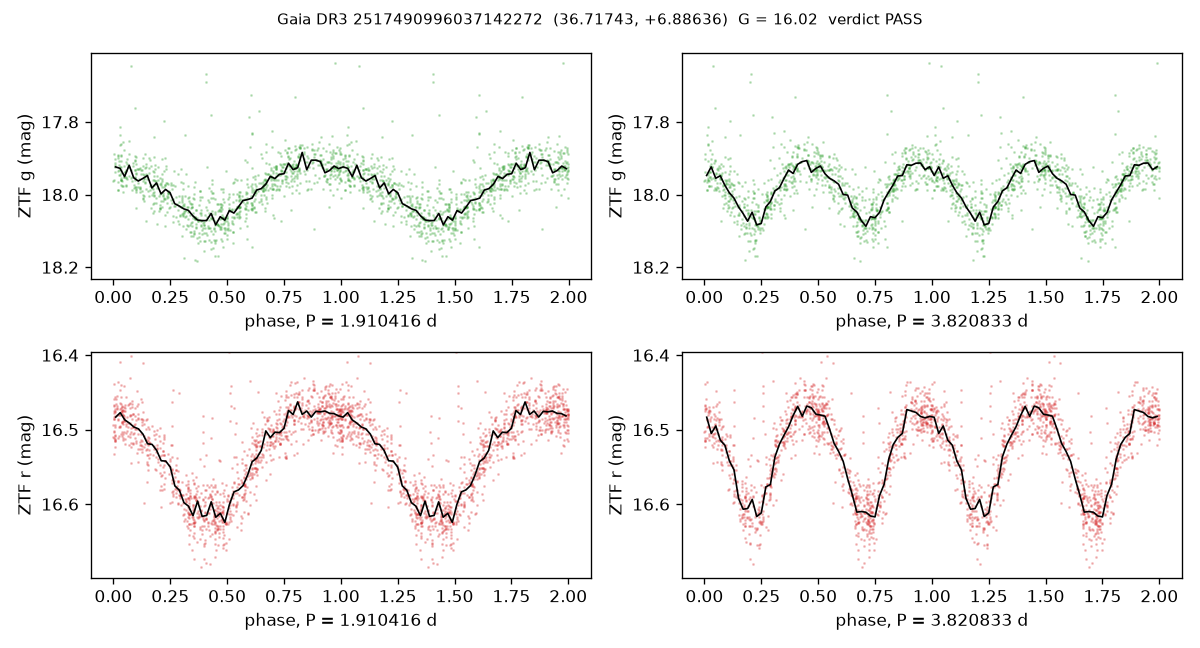 Gaia DR3 2517490996037142272 (36.71743, +6.88636) G = 16.02 verdict PASS
ZTF g (mag)
17.8
18.0
18.2
0.00 0.25 0.50 0.75 1.00 1.25 1.50 1.75 2.00
phase, P = 1.910416 d
ZTF g (mag)
17.8
18.0
18.2
0.00 0.25 0.50 0.75 1.00 1.25 1.50 1.75 2.00
phase, P = 3.820833 d
ZTF r (mag)
16.4
16.5
16.6
0.00 0.25 0.50 0.75 1.00 1.25 1.50 1.75 2.00
phase, P = 1.910416 d
ZTF r (mag)
16.4
16.5
16.6
0.00 0.25 0.50 0.75 1.00 1.25 1.50 1.75 2.00
phase, P = 3.820833 d